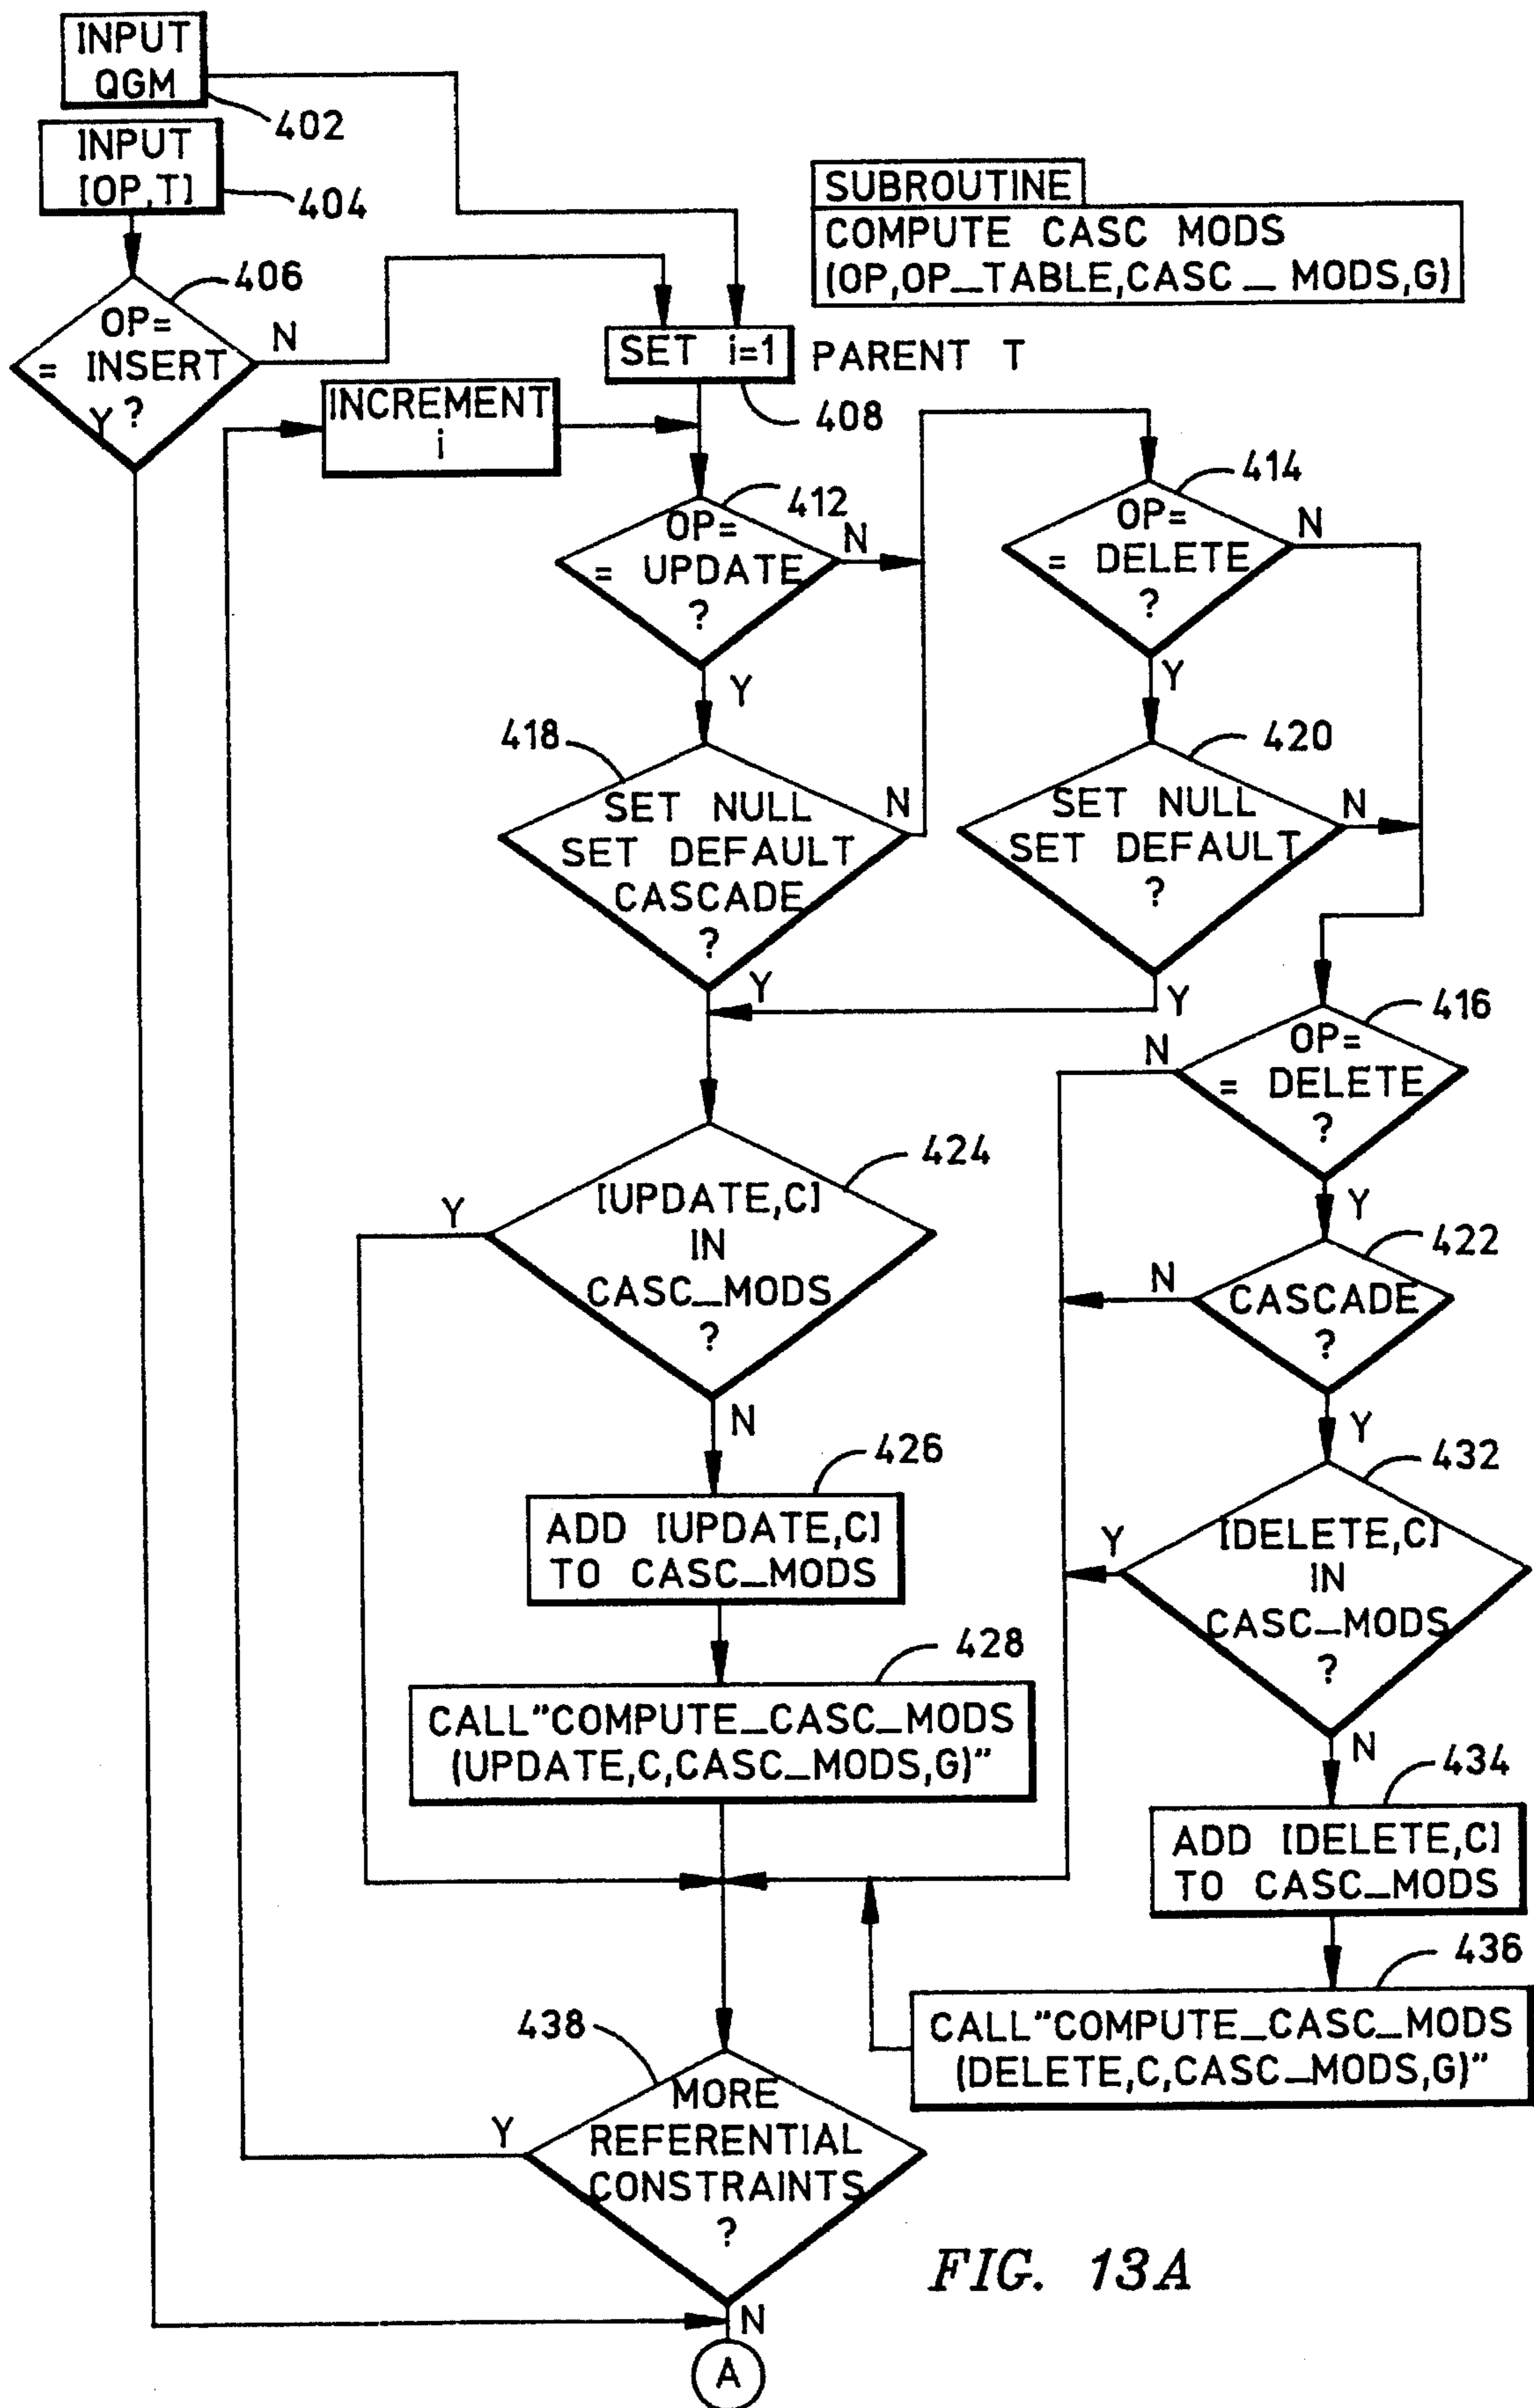 INPUT
QGM
402
INPUT
[OP,T]
404
SUBROUTINE
COMPUTE CASC MODS
(OP,OP_TABLE,CASC_ MODS,G)
406
OP=
= INSERT
?
N
Y
SET i=1
PARENT T
408
INCREMENT
i
412
OP=
= UPDATE
?
N
Y
414
OP=
= DELETE
?
N
Y
418
SET NULL
SET DEFAULT
CASCADE
?
N
Y
420
SET NULL
SET DEFAULT
?
N
Y
416
OP=
= DELETE
?
N
Y
424
[UPDATE,C]
IN
CASC_MODS
?
Y
N
422
CASCADE
?
N
Y
426
ADD [UPDATE,C]
TO CASC_MODS
432
[DELETE,C]
IN
CASC_MODS
?
Y
N
428
CALL"COMPUTE_CASC_MODS
(UPDATE,C,CASC_MODS,G)"
434
ADD [DELETE,C]
TO CASC_MODS
436
CALL"COMPUTE_CASC_MODS
(DELETE,C,CASC_MODS,G)"
438
MORE
REFERENTIAL
CONSTRAINTS
?
Y
N
A
FIG. 13A